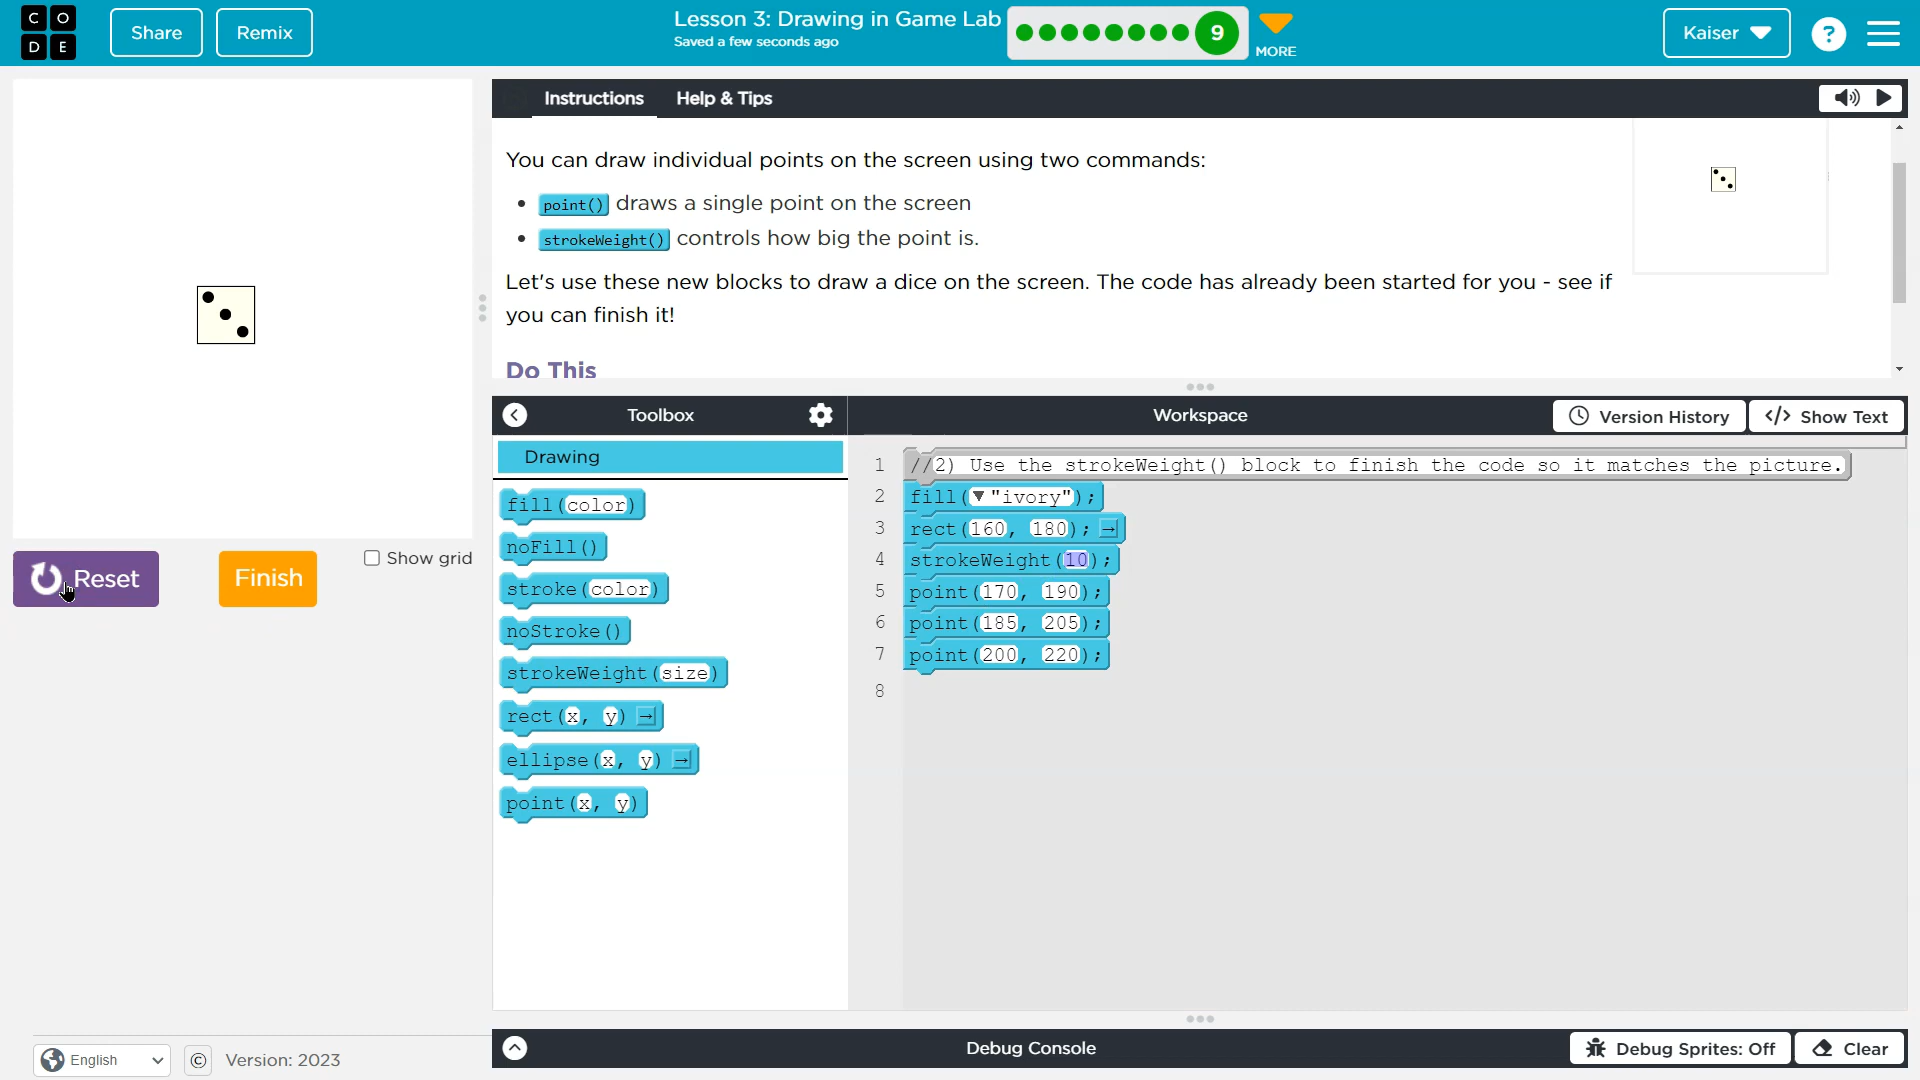 C O
D E
Share
Remix
Lesson 3: Drawing in Game Lab
Saved a few seconds ago
9
MORE
Kaiser
?
Instructions
Help & Tips
You can draw individual points on the screen using two commands:
point() draws a single point on the screen
strokeWeight() controls how big the point is.
Let's use these new blocks to draw a dice on the screen. The code has already been started for you - see if
you can finish it!
Do This
Reset
Finish
Show grid
Toolbox
Drawing
fill(color)
noFill()
stroke(color)
noStroke()
strokeWeight(size)
rect(x, y)
ellipse(x, y)
point(x, y)
Workspace
Version History
</> Show Text
1 //2) Use the strokeWeight() block to finish the code so it matches the picture.
2 fill("ivory");
3 rect(160, 180);
4 strokeWeight(10);
5 point(170, 190);
6 point(185, 205);
7 point(200, 220);
8
English
©
Version: 2023
Debug Console
Debug Sprites: Off
Clear